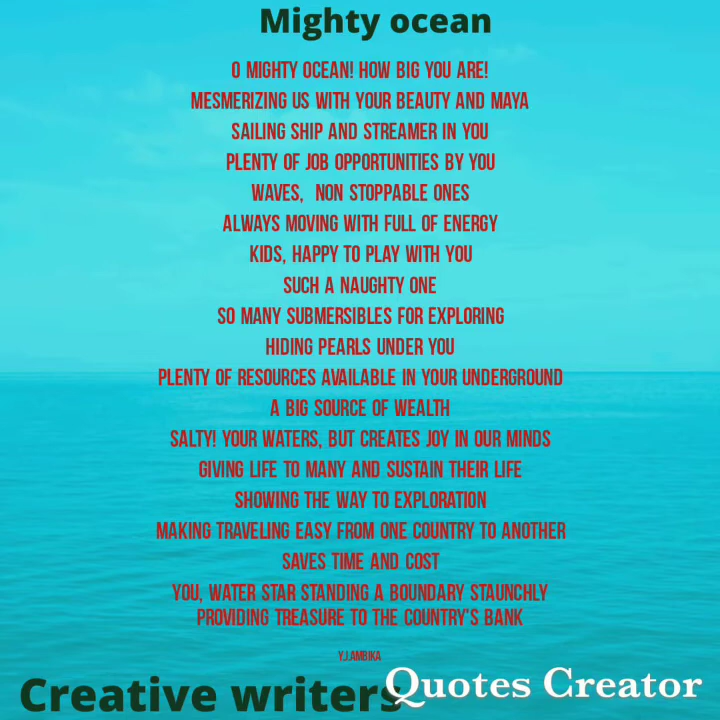 Mighty ocean
O MIGHTY OCEAN! HOW BIG YOU ARE!
MESMERIZING US WITH YOUR BEAUTY AND MAYA
SAILING SHIP AND STREAMER IN YOU
PLENTY OF JOB OPPORTUNITIES BY YOU
WAVES, NON STOPPABLE ONES
ALWAYS MOVING WITH FULL OF ENERGY
KIDS, HAPPY TO PLAY WITH YOU
SUCH A NAUGHTY ONE
SO MANY SUBMERSIBLES FOR EXPLORING
HIDING PEARLS UNDER YOU
PLENTY OF RESOURCES AVAILABLE IN YOUR UNDERGROUND
A BIG SOURCE OF WEALTH
SALTY! YOUR WATERS, BUT CREATES JOY IN OUR MINDS
GIVING LIFE TO MANY AND SUSTAIN THEIR LIFE
SHOWING THE WAY TO EXPLORATION
MAKING TRAVELING EASY FROM ONE COUNTRY TO ANOTHER
SAVES TIME AND COST
YOU, WATER STAR STANDING A BOUNDARY STAUNCHLY
PROVIDING TREASURE TO THE COUNTRY'S BANK
Y.J.AMBIKA
Creative writers
Quotes Creator